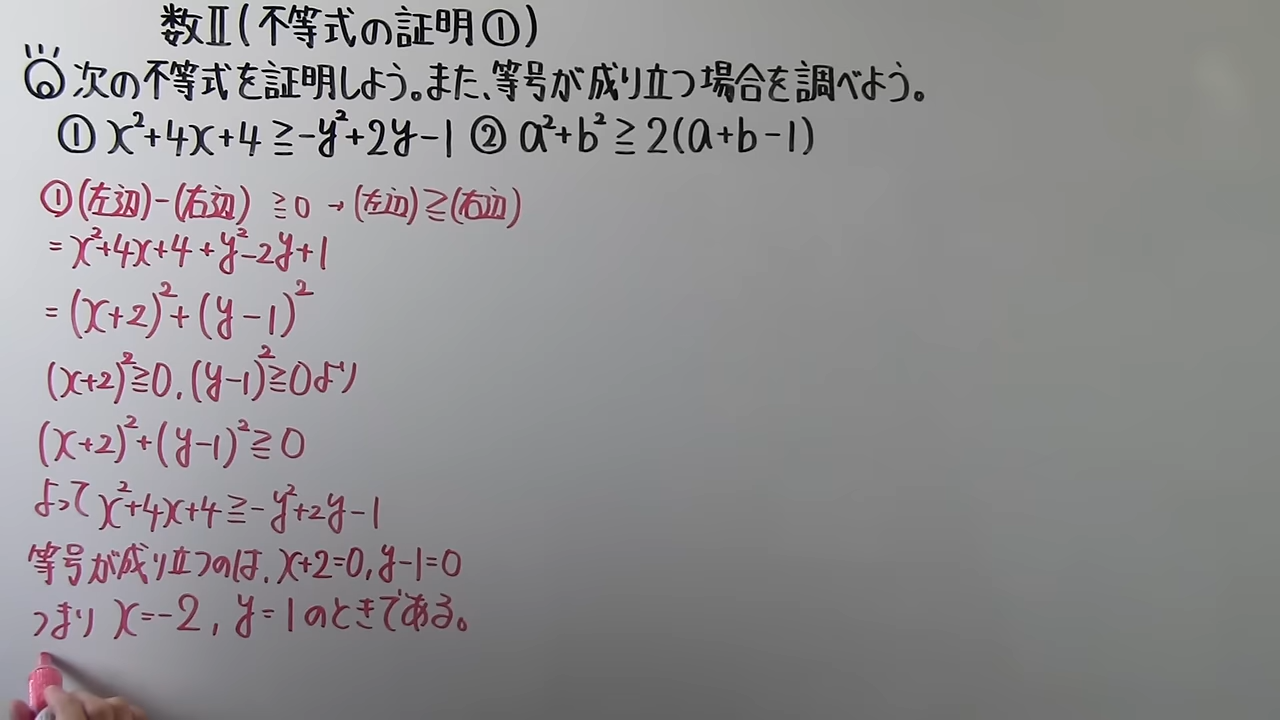 数Ⅱ(不等式の証明①)
◎次の不等式を証明しよう。また、等号が成り立つ場合を調べよう。
① x²+4x+4≧-y²+2y-1 ② a²+b²≧2(a+b-1)
①(左辺)-(右辺) ≧0 →(左辺)≧(右辺)
=x²+4x+4+y²-2y+1
=(x+2)²+(y-1)²
(x+2)²≧0,(y-1)²≧0より
(x+2)²+(y-1)²≧0
よって x²+4x+4≧-y²+2y-1
等号が成り立つのは、x+2=0,y-1=0
つまり x=-2, y=1のときである。